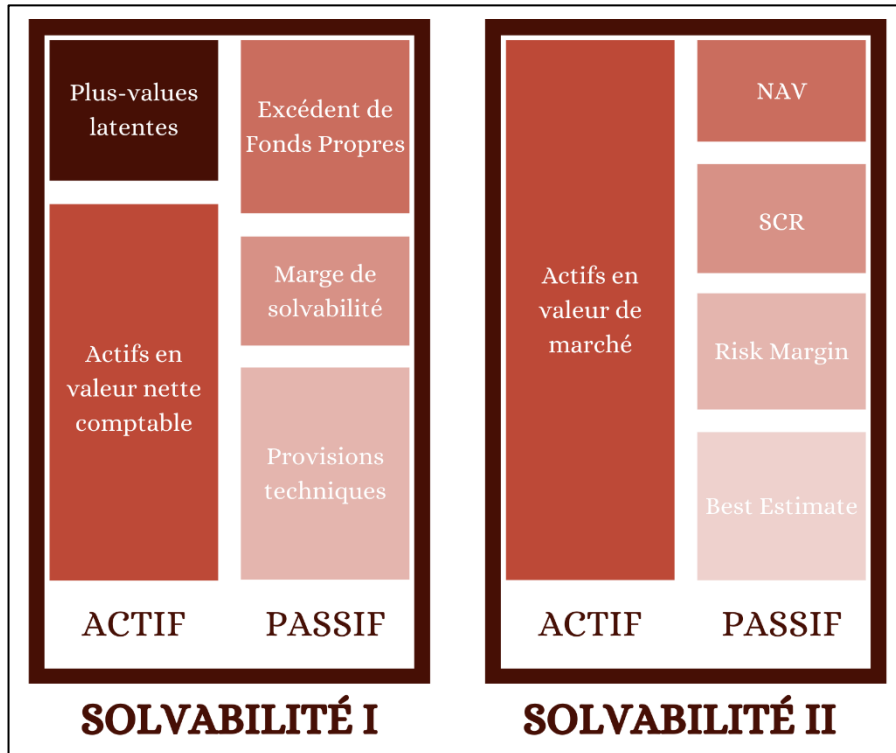 Plus-values
latentes
Actifs en
valeur nette
comptable
Excédent de
Fonds Propres
Marge de
solvabilité
Provisions
techniques
ACTIF
PASSIF
SOLVABILITÉ I
Actifs en
valeur de
marché
NAV
SCR
Risk Margin
Best Estimate
ACTIF
PASSIF
SOLVABILITÉ II